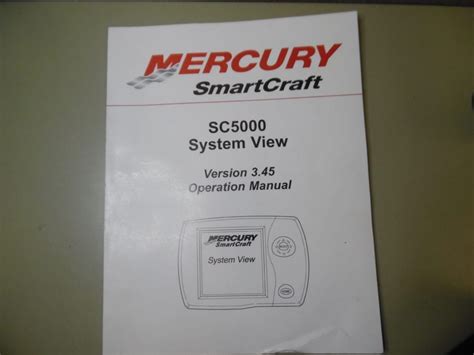 MERCURY
SmartCraft
SC5000
System View
Version 3.45
Operation Manual
MERCURY
SmartCraft
System View